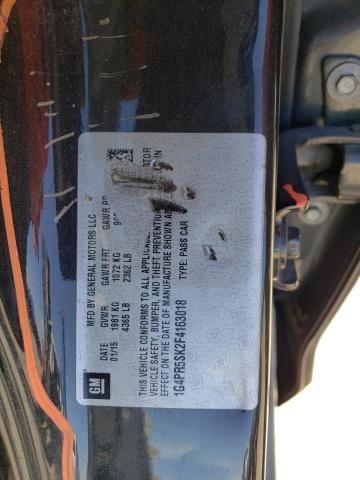 GM
MFD BY GENERAL MOTORS LLC
DATE GVWR GAWR FRT GAWR
01/15 1981 KG 1072 KG
4365 LB 2362 LB
THIS VEHICLE CONFORMS TO ALL APPLICABLE
VEHICLE SAFETY, BUMPER, AND THEFT PREVENTION
EFFECT ON THE DATE OF MANUFACTURE SHOWN
1G4PR5SK2F4163018 TYPE: PASS CAR